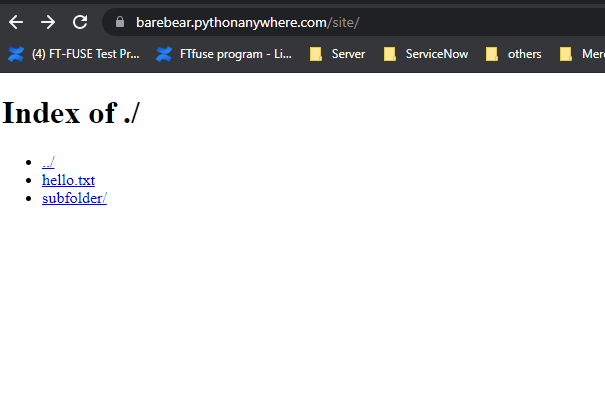 barebear.pythonanywhere.com/site/
(4) FT-FUSE Test Pr... FTfuse program - Li... Server ServiceNow others Mer
Index of ./
../
hello.txt
subfolder/